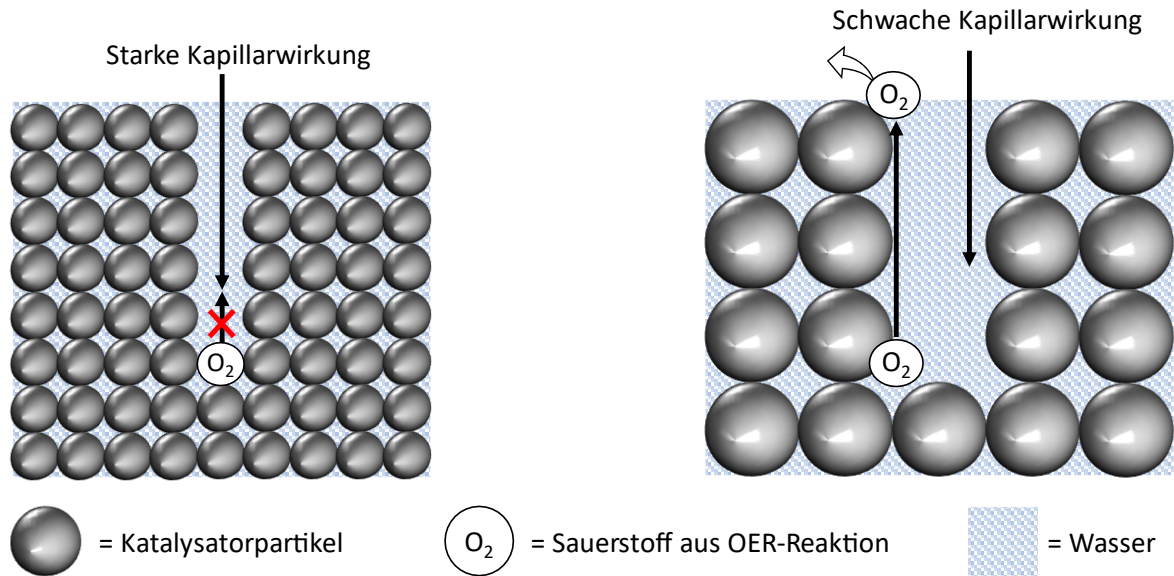 Starke Kapillarwirkung
Schwache Kapillarwirkung
O₂
O₂
O₂
= Katalysatorpartikel
O₂ = Sauerstoff aus OER-Reaktion
= Wasser